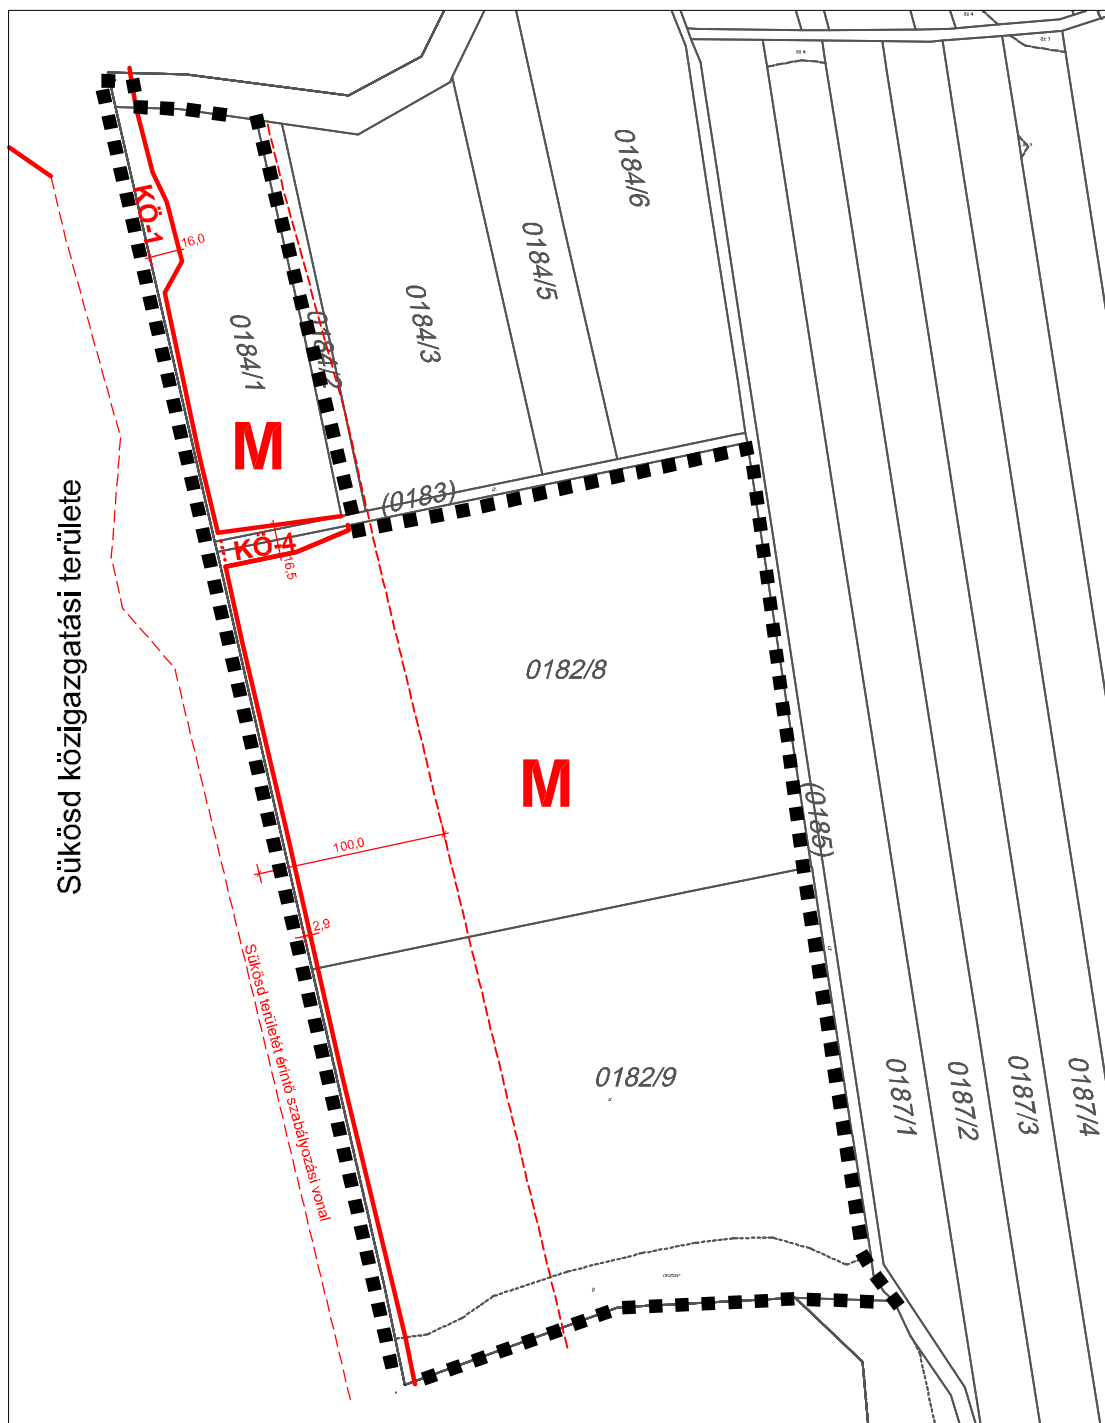 0184/6
KÖ-1
16,0
0184/5
0184/3
0184/2
0184/1
M
(0183)
KÖ-4
16,5
Sükösd közigazgatási területe
0182/8
M
(0185)
100,0
2,9
Sükösd területét érintő szabályozási vonal
0182/9
0187/1
0187/2
0187/3
0187/4